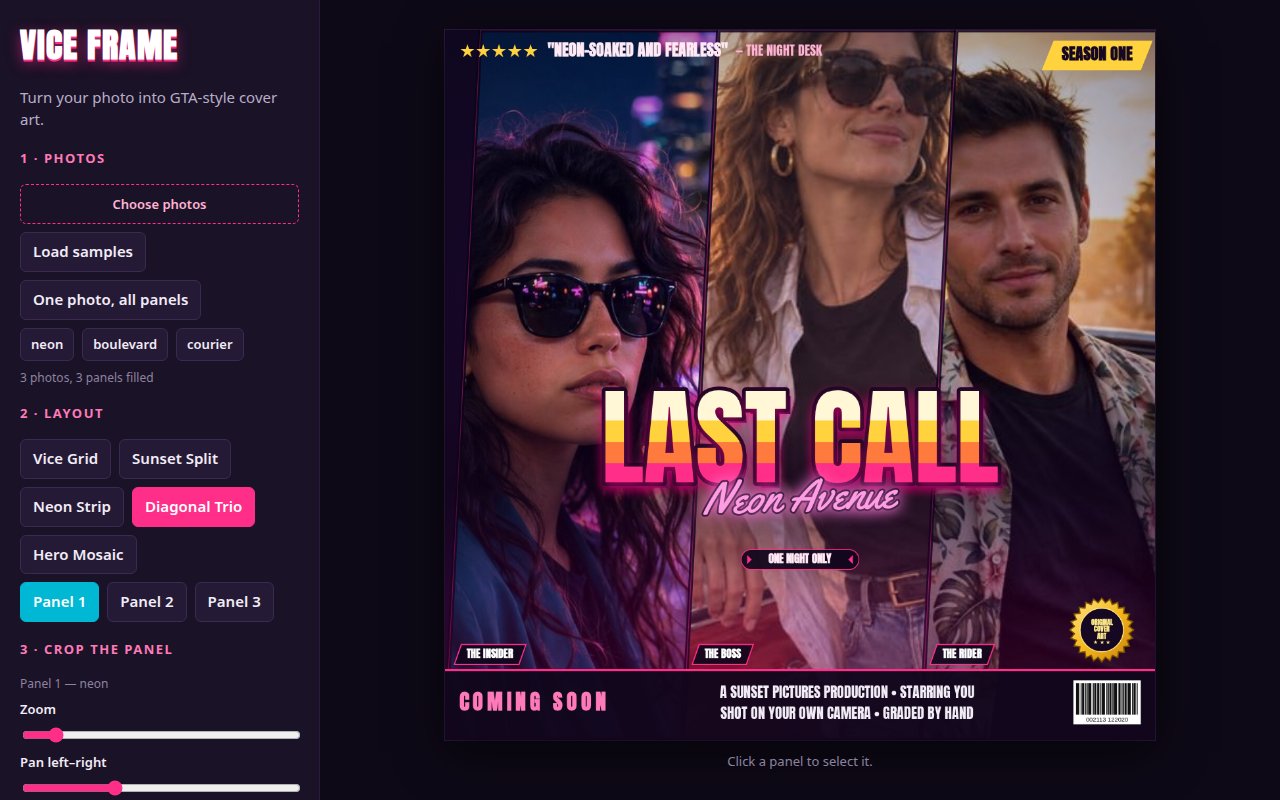 VICE FRAME
Turn your photo into GTA-style cover
art.
1 · PHOTOS
Choose photos
Load samples
One photo, all panels
neon
boulevard
courier
3 photos, 3 panels filled
2 · LAYOUT
Vice Grid
Sunset Split
Neon Strip
Diagonal Trio
Hero Mosaic
Panel 1
Panel 2
Panel 3
3 · CROP THE PANEL
Panel 1 — neon
Zoom
Pan left–right
★★★★★ "NEON-SOAKED AND FEARLESS" – THE NIGHT DESK
SEASON ONE
LAST CALL
Neon Avenue
ONE NIGHT ONLY
ORIGINAL
COVER
ART
★ ★ ★
THE INSIDER
THE BOSS
THE RIDER
COMING SOON
A SUNSET PICTURES PRODUCTION • STARRING YOU
SHOT ON YOUR OWN CAMERA • GRADED BY HAND
002113 122020
Click a panel to select it.